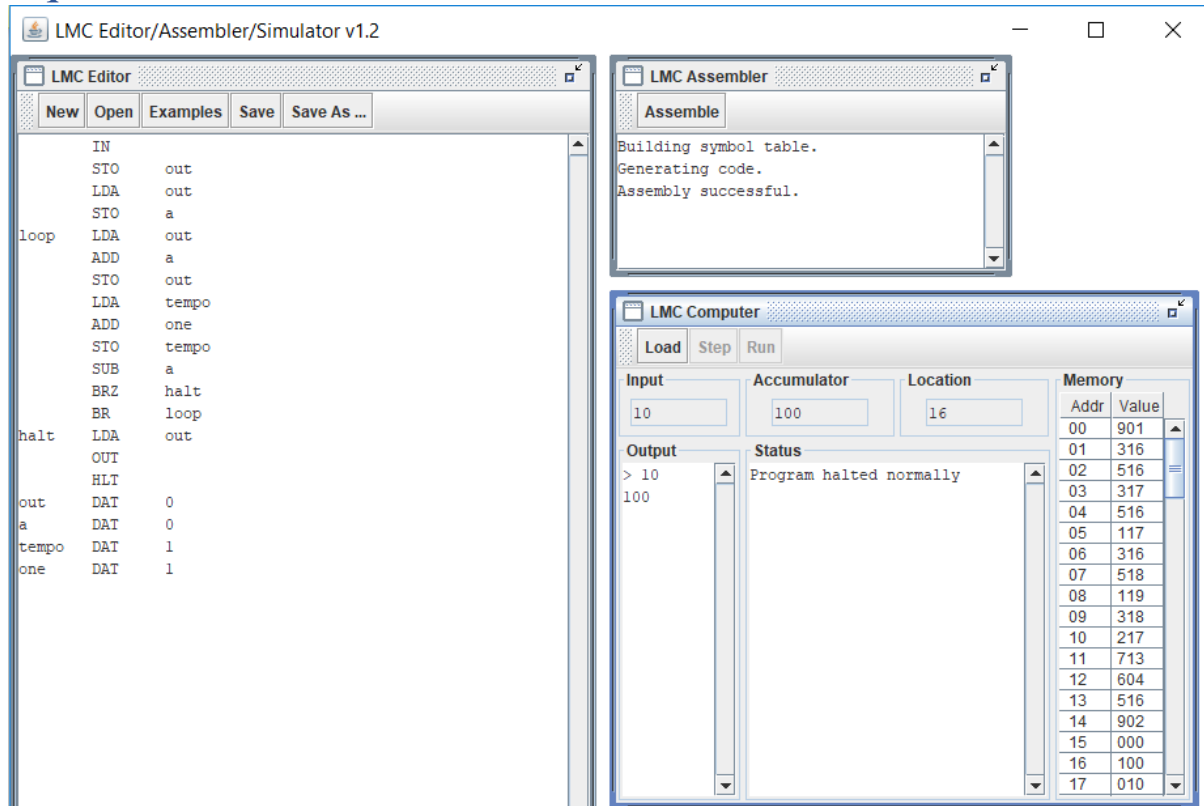 LMC Editor/Assembler/Simulator v1.2
LMC Editor
New Open Examples Save Save As ...
IN
STO out
LDA out
STO a
loop LDA out
ADD a
STO out
LDA tempo
ADD one
STO tempo
SUB a
BRZ halt
BR loop
halt LDA out
OUT
HLT
out DAT 0
a DAT 0
tempo DAT 1
one DAT 1
LMC Assembler
Assemble
Building symbol table.
Generating code.
Assembly successful.
LMC Computer
Load Step Run
Input Accumulator Location
10 100 16
Output
> 10
100
Status
Program halted normally
Memory
Addr Value
00 901
01 316
02 516
03 317
04 516
05 117
06 316
07 518
08 119
09 318
10 217
11 713
12 604
13 516
14 902
15 000
16 100
17 010